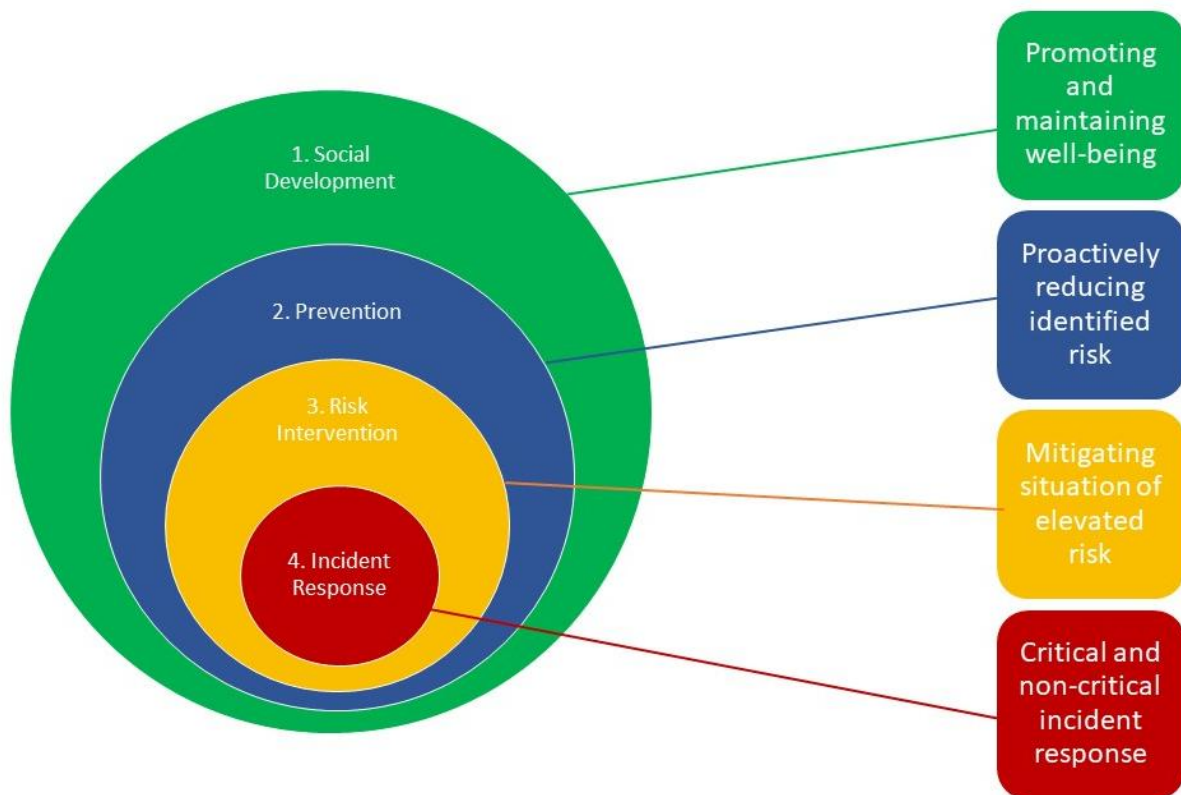 1. Social
Development
2. Prevention
3. Risk
Intervention
4. Incident
Response
Promoting
and
maintaining
well-being
Proactively
reducing
identified
risk
Mitigating
situation of
elevated
risk
Critical and
non-critical
incident
response